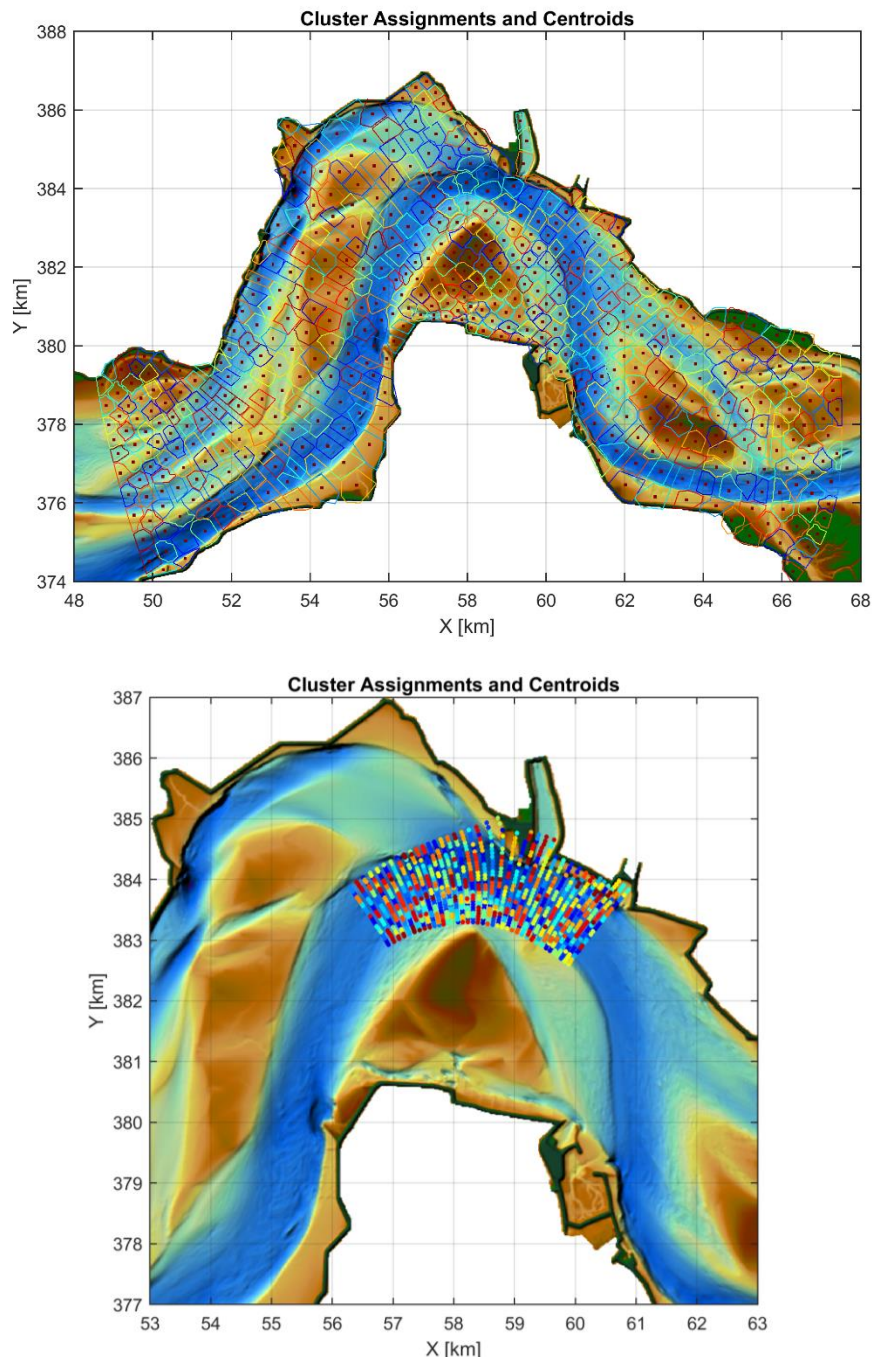 Cluster Assignments and Centroids
388
386
384
382
380
378
376
374
Y [km]
48 50 52 54 56 58 60 62 64 66 68
X [km]
Cluster Assignments and Centroids
387
386
385
384
383
382
381
380
379
378
377
Y [km]
53 54 55 56 57 58 59 60 61 62 63
X [km]